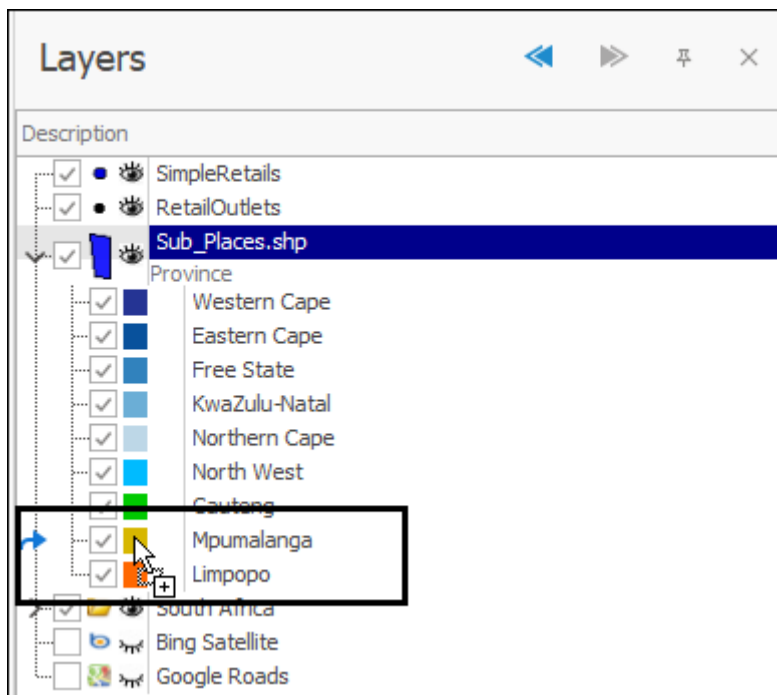 Layers
Description
SimpleRetails
RetailOutlets
Sub_Places.shp
Province
Western Cape
Eastern Cape
Free State
KwaZulu-Natal
Northern Cape
North West
Gauteng
Mpumalanga
Limpopo
South Africa
Bing Satellite
Google Roads